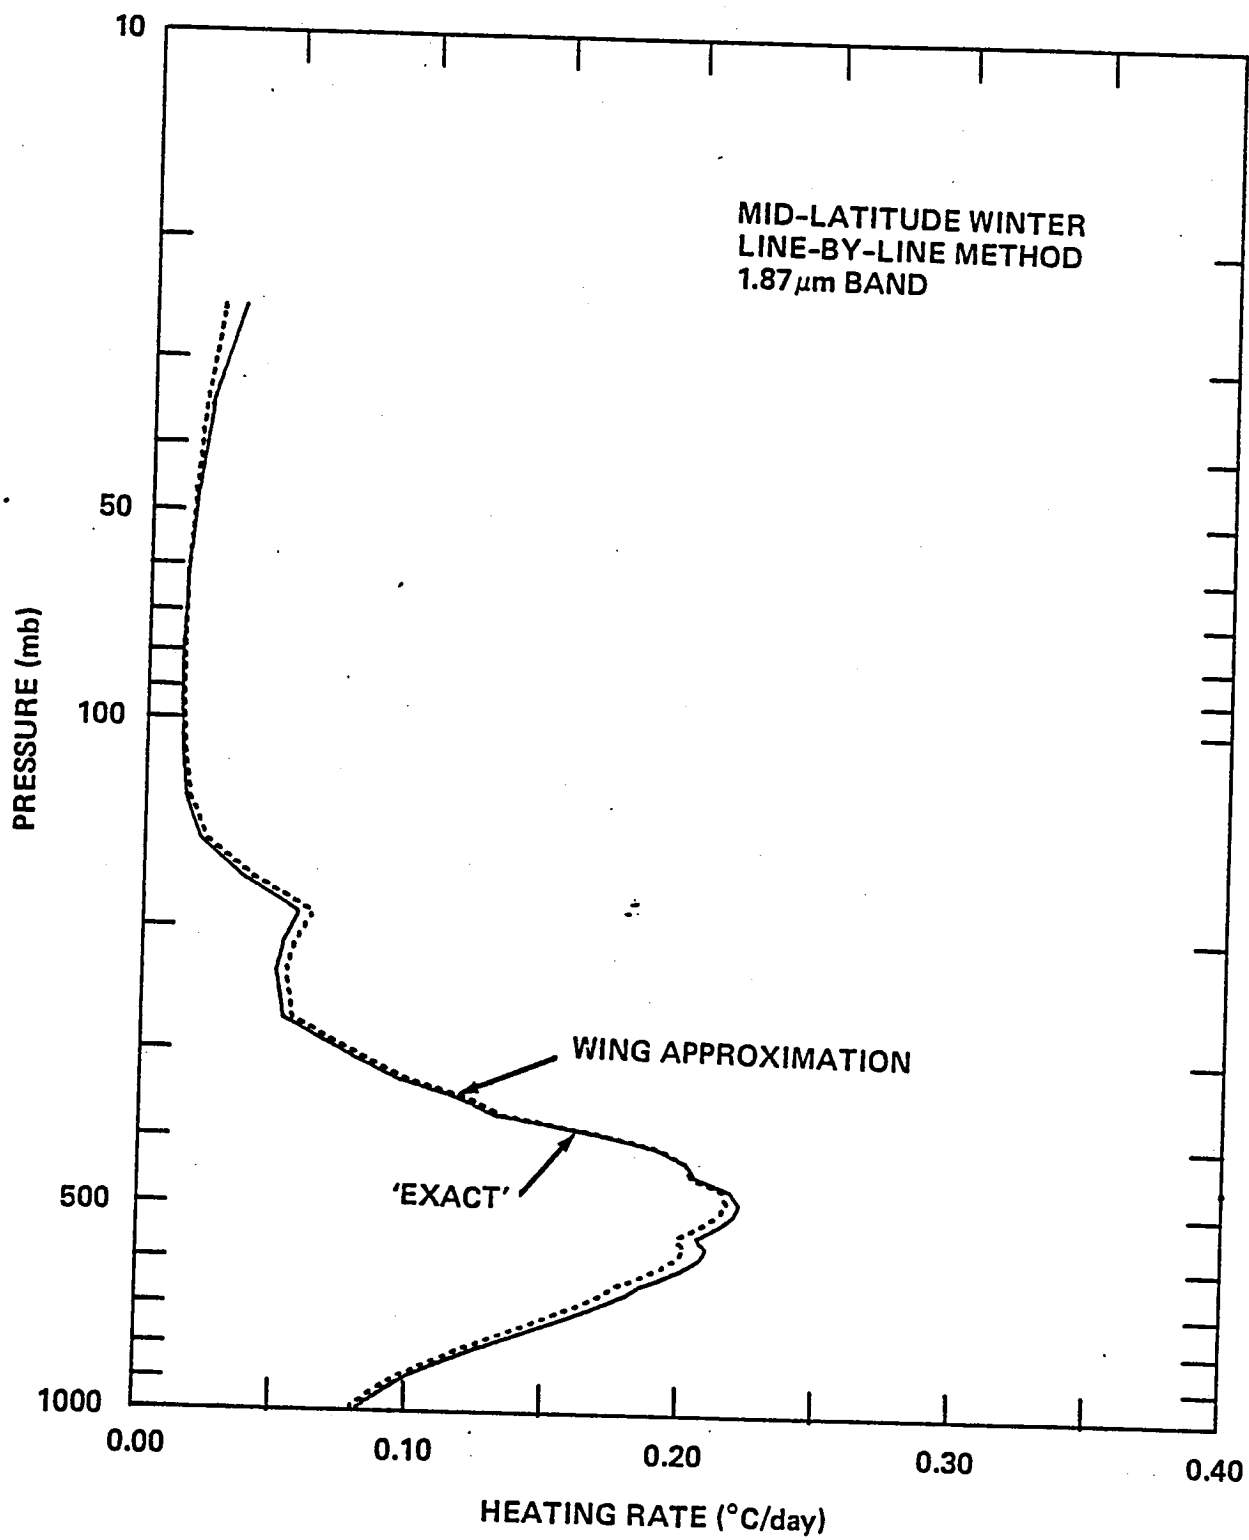 10
MID-LATITUDE WINTER
LINE-BY-LINE METHOD
1.87μm BAND
50
100
PRESSURE (mb)
WING APPROXIMATION
'EXACT'
500
1000
0.00
0.10
0.20
0.30
0.40
HEATING RATE (°C/day)